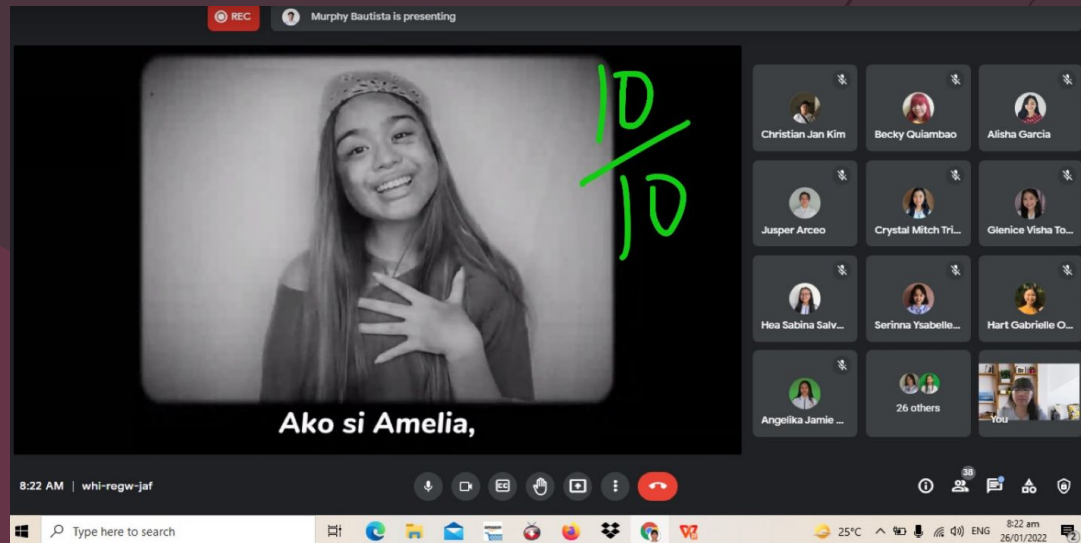 REC
Murphy Bautista is presenting
10
10
Ako si Amelia,
Christian Jan Kim
Becky Quiambao
Alisha Garcia
Jusper Arceo
Crystal Mitch Tri...
Glenice Visha To...
Hea Sabina Salv...
Serinna Ysabelle...
Hart Gabrielle O...
Angelika Jamie ...
26 others
You
8:22 AM | whi-regw-jaf
CC
38
Type here to search
25°C
ENG
8:22 am
26/01/2022
2